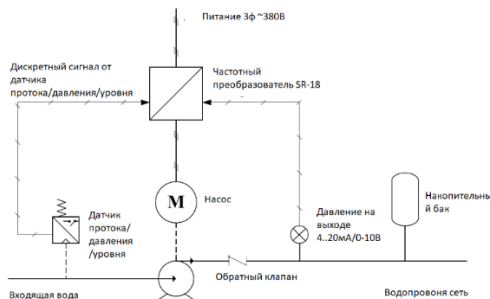 Питание 3ф ~380В
Дискретный сигнал от
датчика
протока/давления/уровня
Частотный
преобразователь SR-18
M
Насос
Датчик
протока/
давления
/уровня
Давление на
выходе
4..20мА/0-10В
Накопительны
й бак
Обратный клапан
Входящая вода
Водопровоня сеть